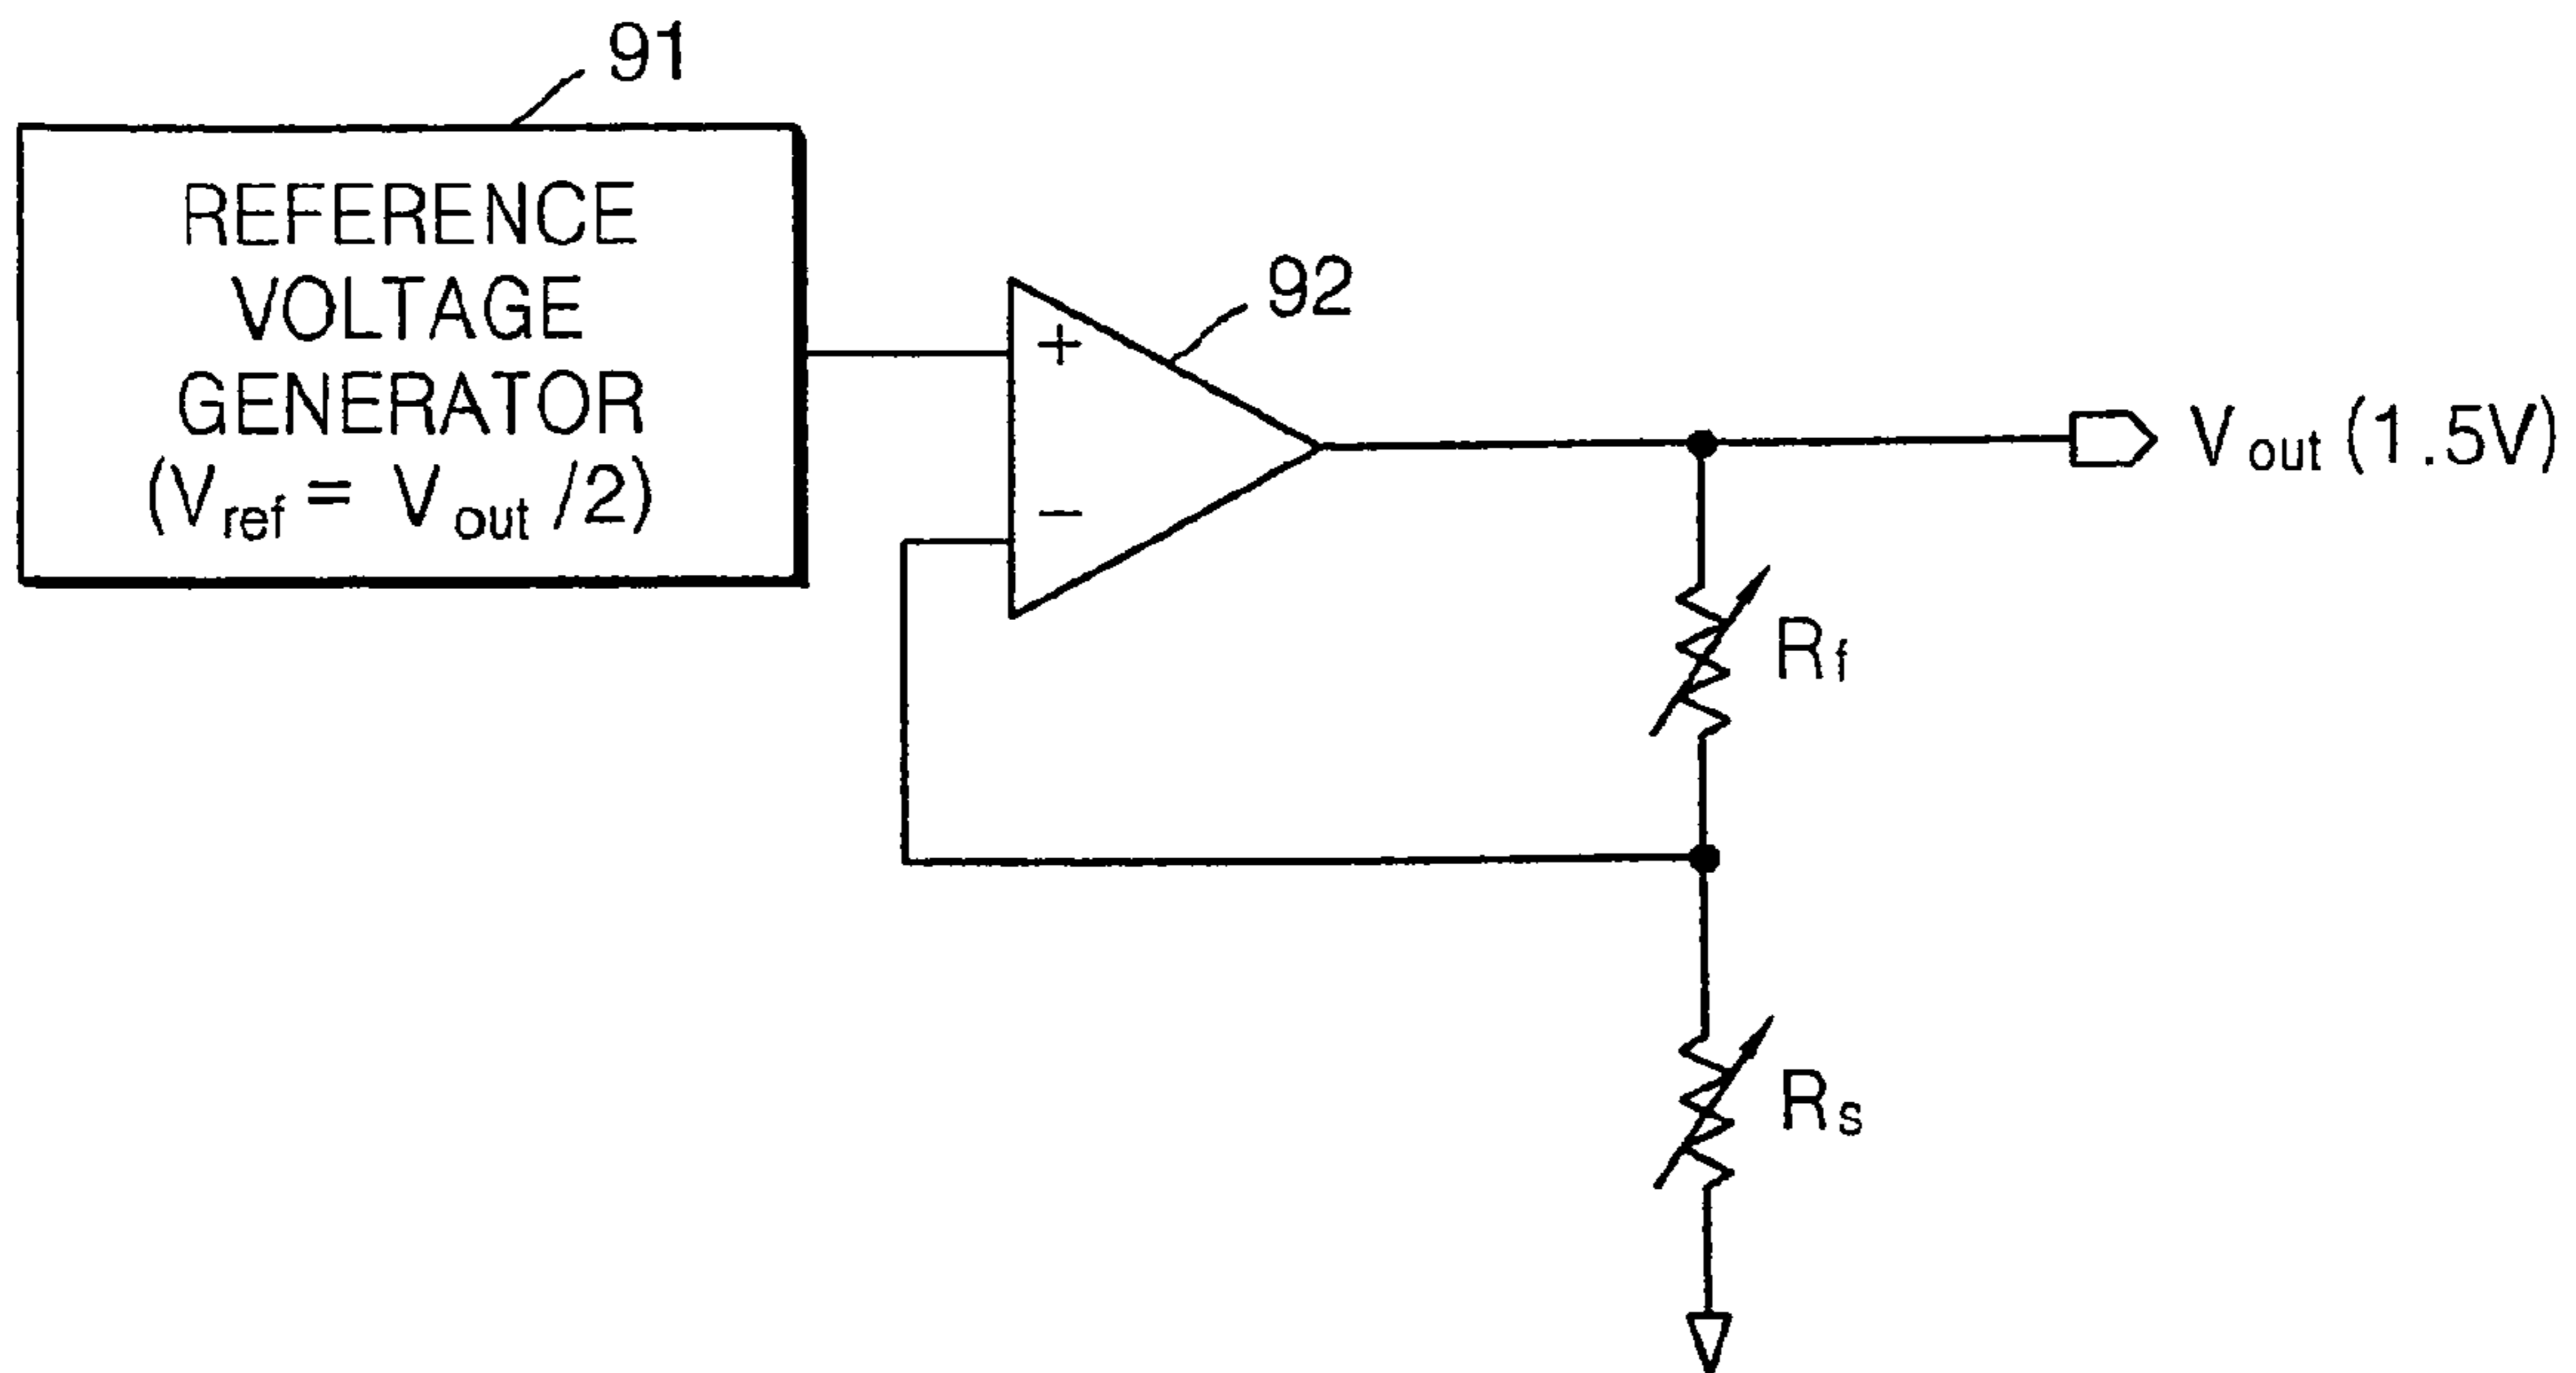 91
REFERENCE
VOLTAGE
GENERATOR
(Vref = Vout /2)
92
+
−
Vout (1.5V)
Rf
Rs